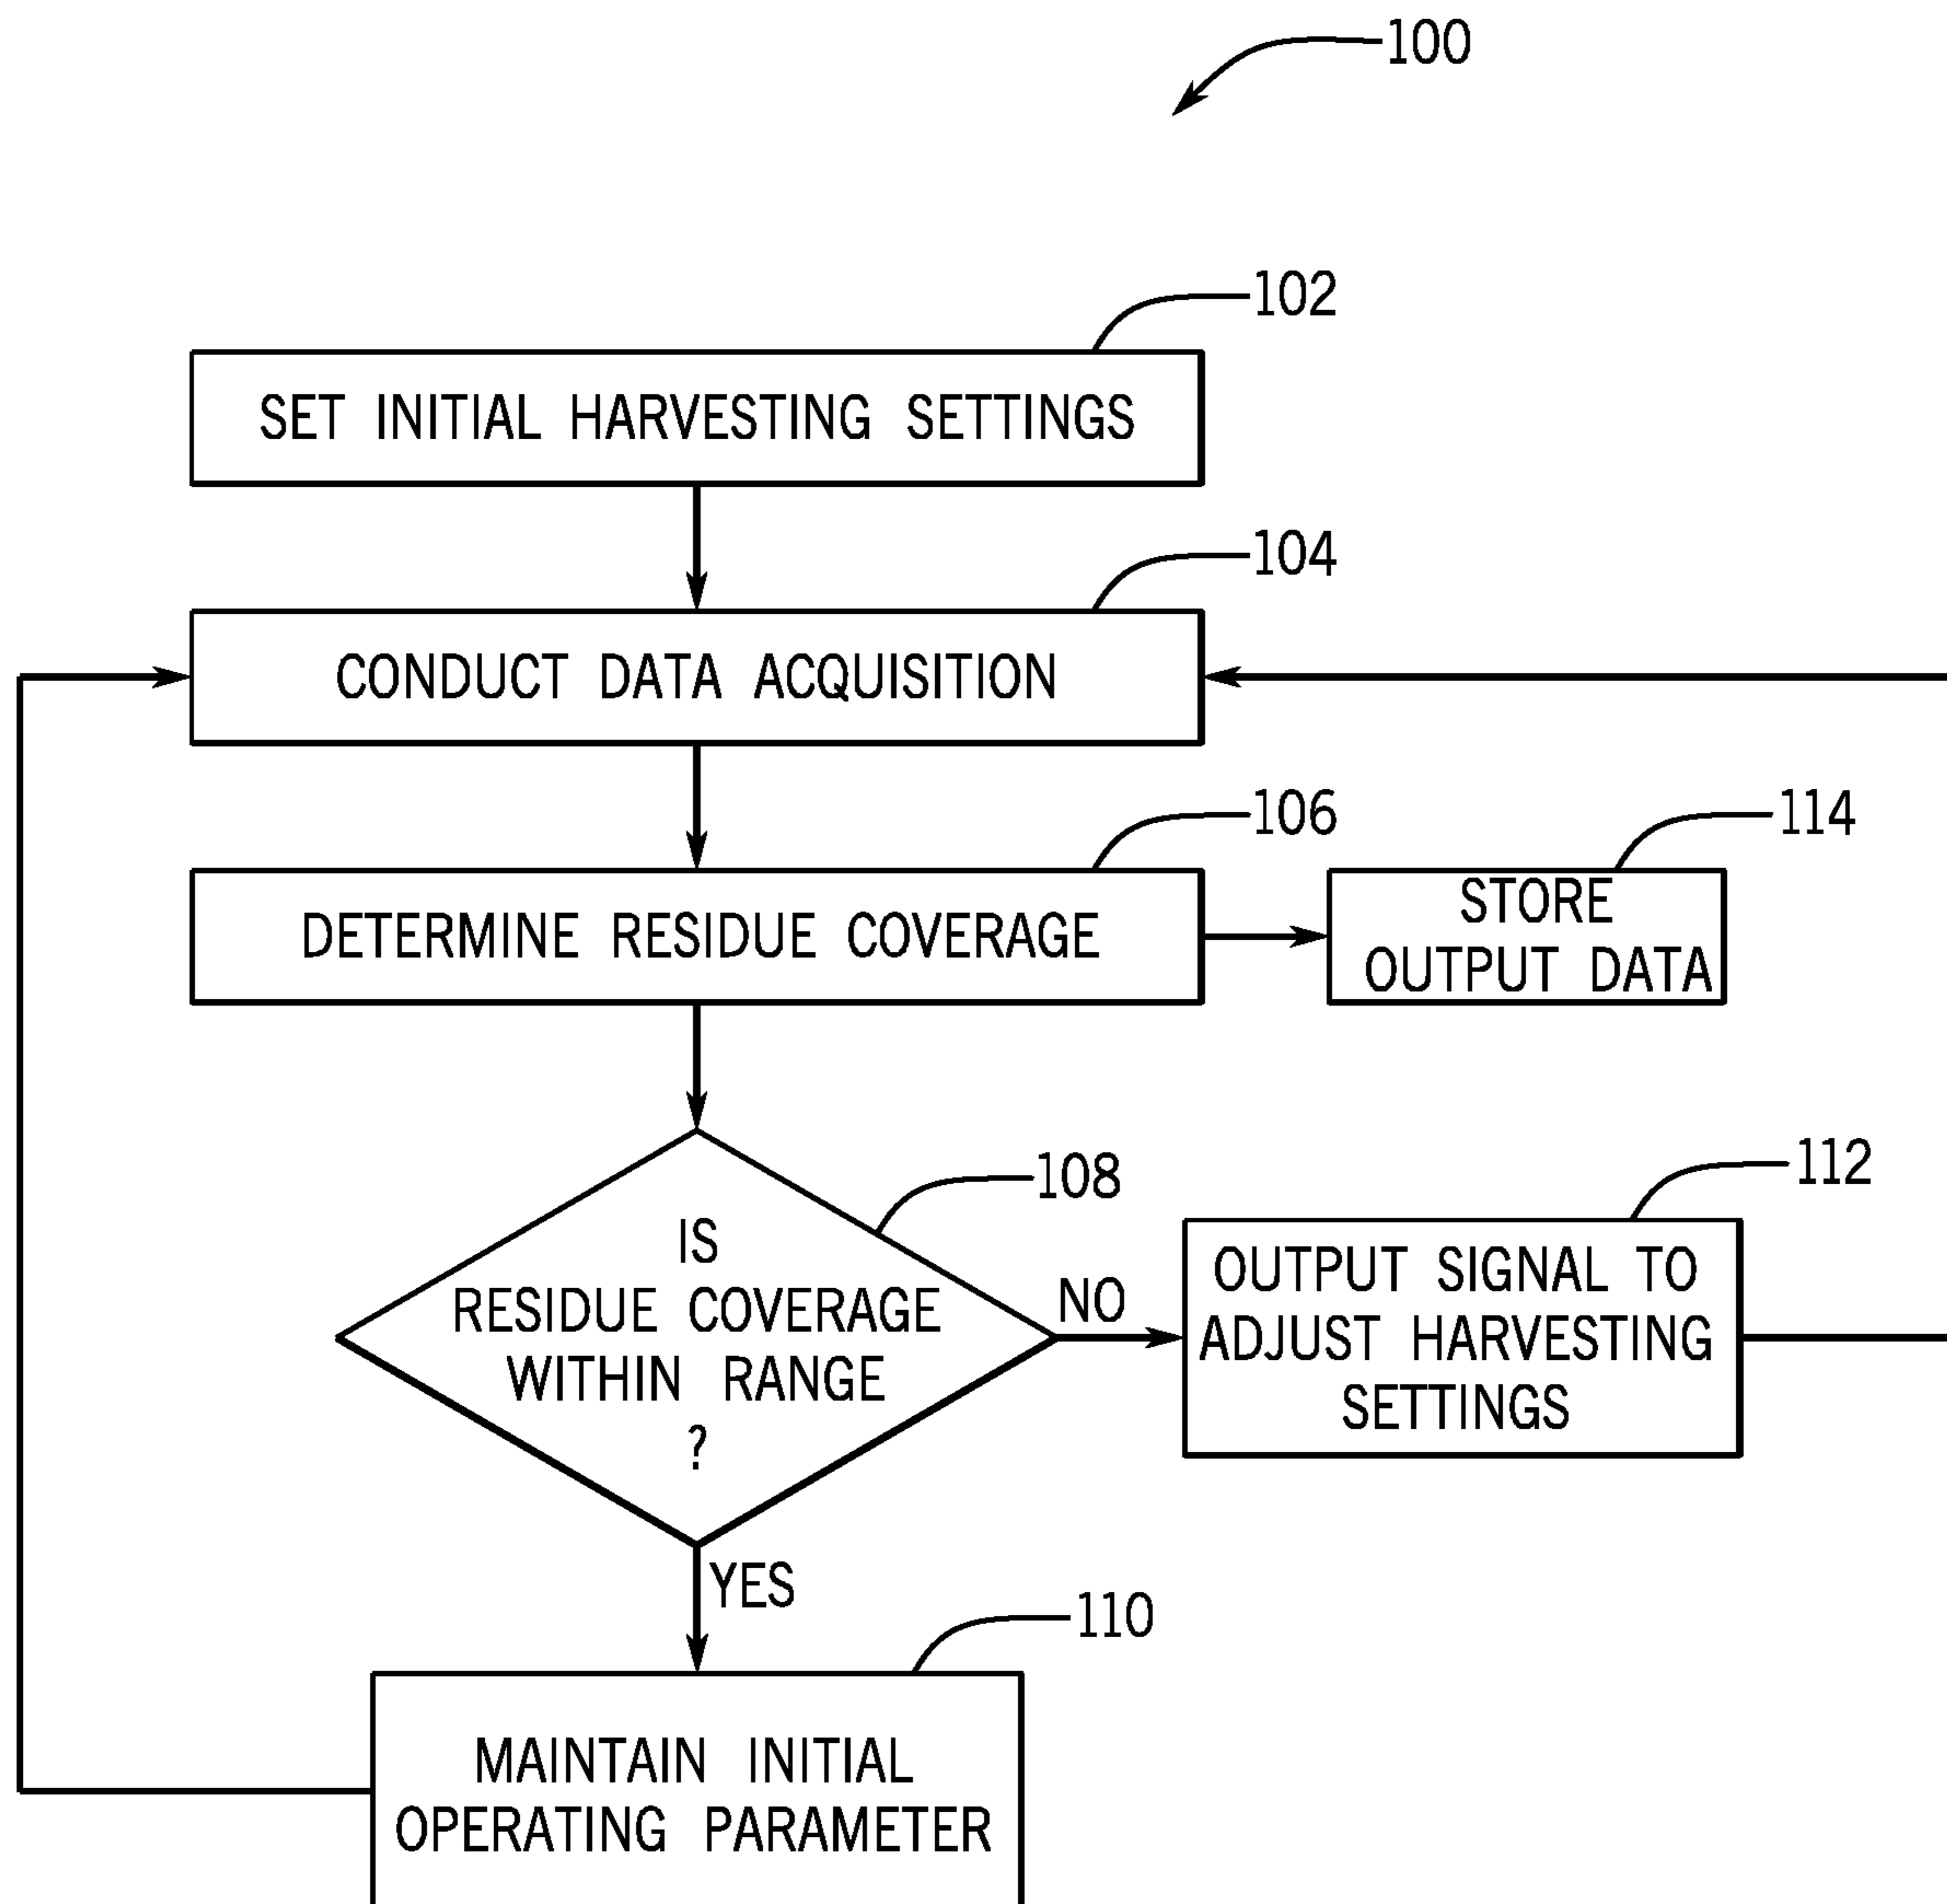 100
102
SET INITIAL HARVESTING SETTINGS
104
CONDUCT DATA ACQUISITION
106
DETERMINE RESIDUE COVERAGE
114
STORE
OUTPUT DATA
108
IS
RESIDUE COVERAGE
WITHIN RANGE
?
NO
112
OUTPUT SIGNAL TO
ADJUST HARVESTING
SETTINGS
YES
110
MAINTAIN INITIAL
OPERATING PARAMETER